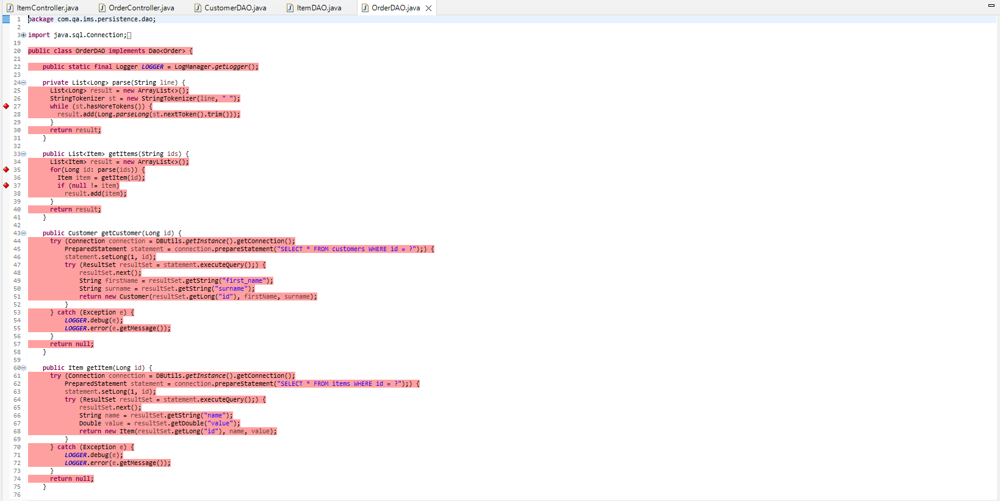 ItemController.java OrderController.java CustomerDAO.java ItemDAO.java OrderDAO.java
1 package com.qa.ims.persistence.dao;
2
3 import java.sql.Connection;
19
20 public class OrderDAO implements Dao<Order> {
21
22 public static final Logger LOGGER = LogManager.getLogger();
23
24 private List<Long> parse(String line) {
25 List<Long> result = new ArrayList<>();
26 StringTokenizer st = new StringTokenizer(line, " ");
27 while (st.hasMoreTokens()) {
28 result.add(Long.parseLong(st.nextToken().trim()));
29 }
30 return result;
31 }
32
33 public List<Item> getItems(String ids) {
34 List<Item> result = new ArrayList<>();
35 for(Long id: parse(ids)) {
36 Item item = getItem(id);
37 if (null != item)
38 result.add(item);
39 }
40 return result;
41 }
42
43 public Customer getCustomer(Long id) {
44 try (Connection connection = DBUtils.getInstance().getConnection();
45 PreparedStatement statement = connection.prepareStatement("SELECT * FROM customers WHERE id = ?");) {
46 statement.setLong(1, id);
47 try (ResultSet resultSet = statement.executeQuery();) {
48 resultSet.next();
49 String firstName = resultSet.getString("first_name");
50 String surname = resultSet.getString("surname");
51 return new Customer(resultSet.getLong("id"), firstName, surname);
52 }
53 } catch (Exception e) {
54 LOGGER.debug(e);
55 LOGGER.error(e.getMessage());
56 }
57 return null;
58 }
59
60 public Item getItem(Long id) {
61 try (Connection connection = DBUtils.getInstance().getConnection();
62 PreparedStatement statement = connection.prepareStatement("SELECT * FROM items WHERE id = ?");) {
63 statement.setLong(1, id);
64 try (ResultSet resultSet = statement.executeQuery();) {
65 resultSet.next();
66 String name = resultSet.getString("name");
67 Double value = resultSet.getDouble("value");
68 return new Item(resultSet.getLong("id"), name, value);
69 }
70 } catch (Exception e) {
71 LOGGER.debug(e);
72 LOGGER.error(e.getMessage());
73 }
74 return null;
75 }
76